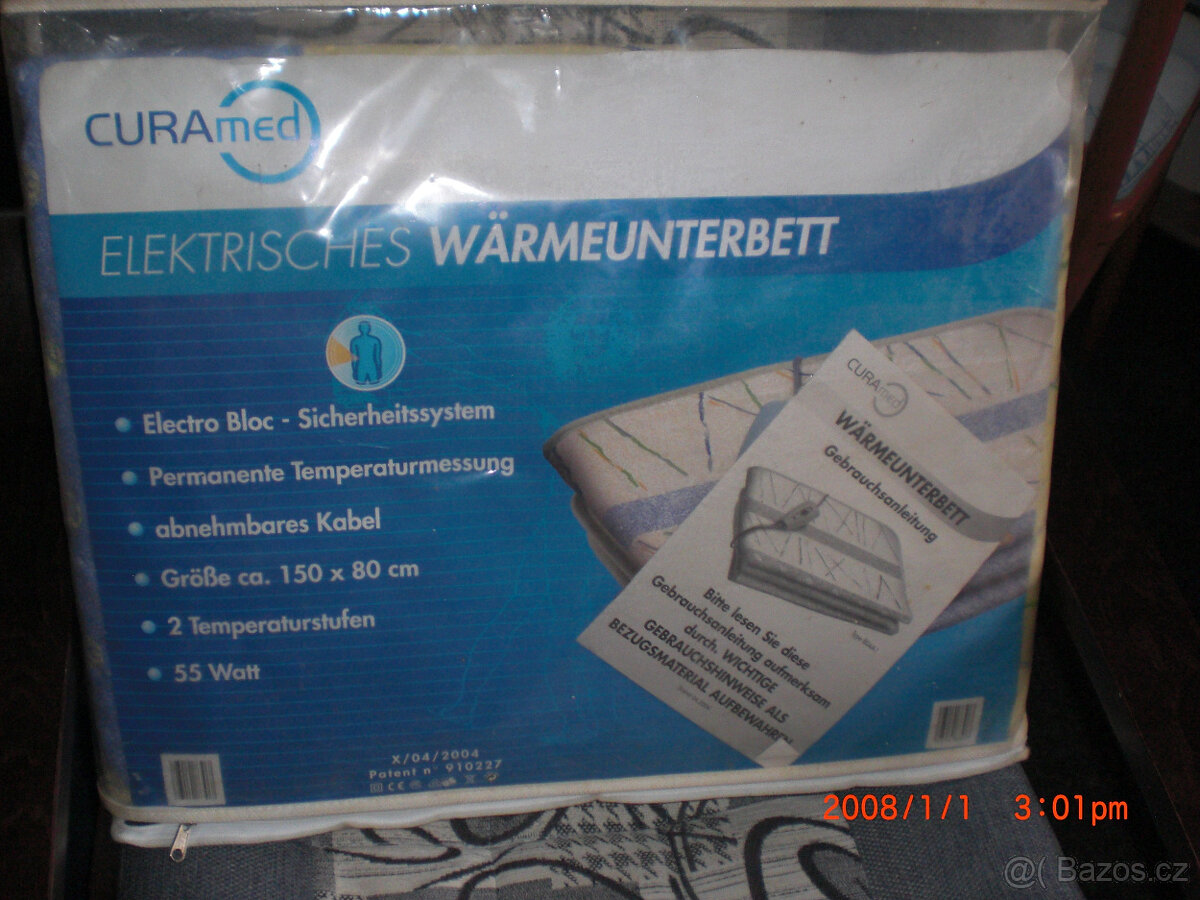 CURAmed
ELEKTRISCHES WÄRMEUNTERBETT
Electro Bloc - Sicherheitssystem
Permanente Temperaturmessung
abnehmbares Kabel
Größe ca. 150 x 80 cm
2 Temperaturstufen
55 Watt
X/04/2004
Patent n° 910227
CE
CURAmed
WÄRMEUNTERBETT
Gebrauchsanleitung
Bitte lesen Sie diese
Gebrauchsanleitung aufmerksam
durch. WICHTIGE
GEBRAUCHSHINWEISE ALS
BEZUGSMATERIAL AUFBEWAHREN
2008/1/1 3:01pm
@( Bazos.cz